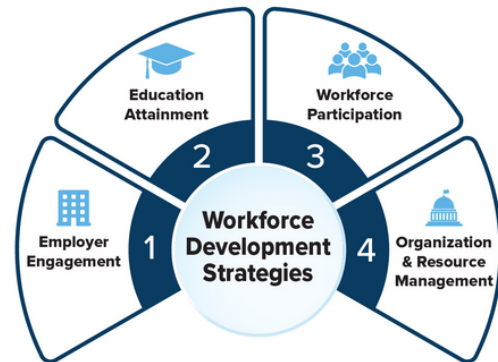 Education
Attainment
Workforce
Participation
2
3
Employer
Engagement
1
Workforce
Development
Strategies
4
Organization
& Resource
Management